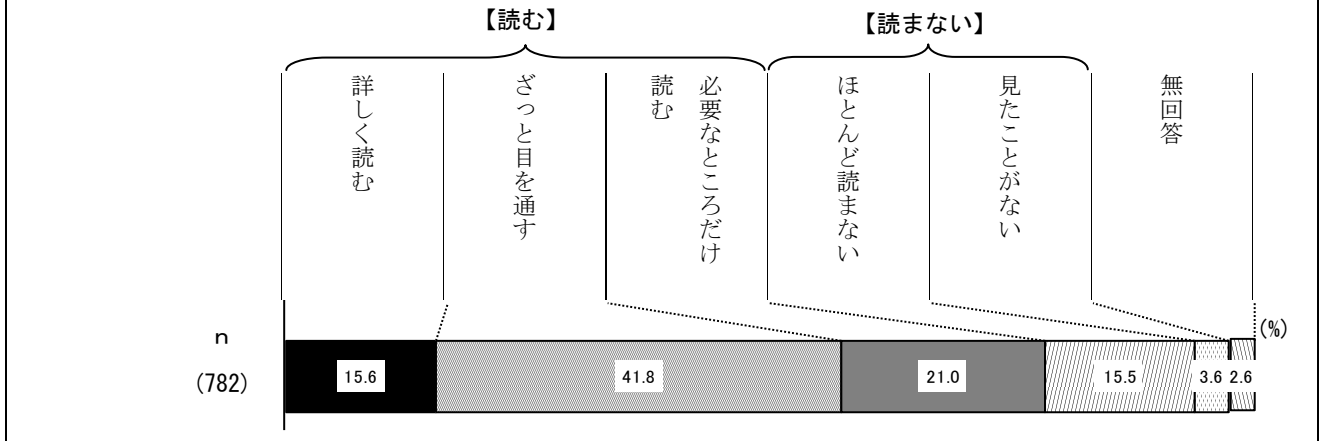 【読む】
【読まない】
詳しく読む
ざっと目を通す
必要なところだけ
読む
ほとんど読まない
見たことがない
無回答
(%)
n
(782)
15.6
41.8
21.0
15.5
3.6
2.6